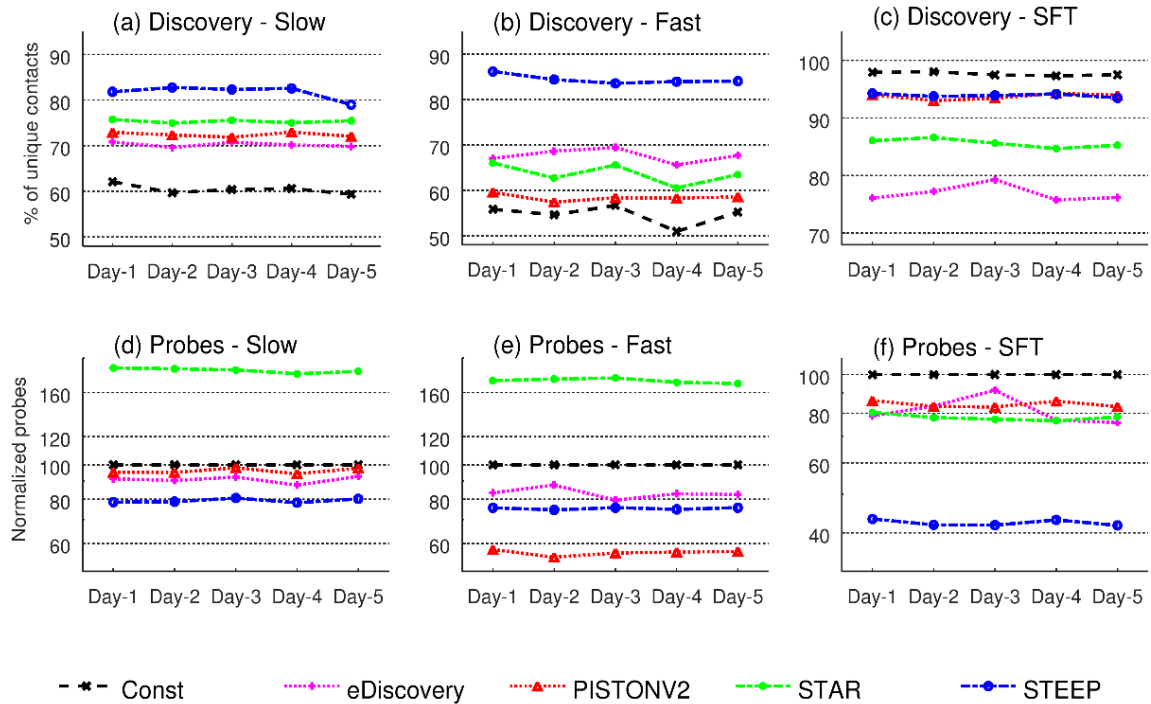 (a) Discovery - Slow
(b) Discovery - Fast
(c) Discovery - SFT
% of unique contacts
90
80
70
60
50
Day-1 Day-2 Day-3 Day-4 Day-5
90
80
70
60
50
Day-1 Day-2 Day-3 Day-4 Day-5
100
90
80
70
Day-1 Day-2 Day-3 Day-4 Day-5
(d) Probes - Slow
(e) Probes - Fast
(f) Probes - SFT
Normalized probes
160
120
100
80
60
Day-1 Day-2 Day-3 Day-4 Day-5
160
120
100
80
60
Day-1 Day-2 Day-3 Day-4 Day-5
100
80
60
40
Day-1 Day-2 Day-3 Day-4 Day-5
Const eDiscovery PISTONV2 STAR STEEP